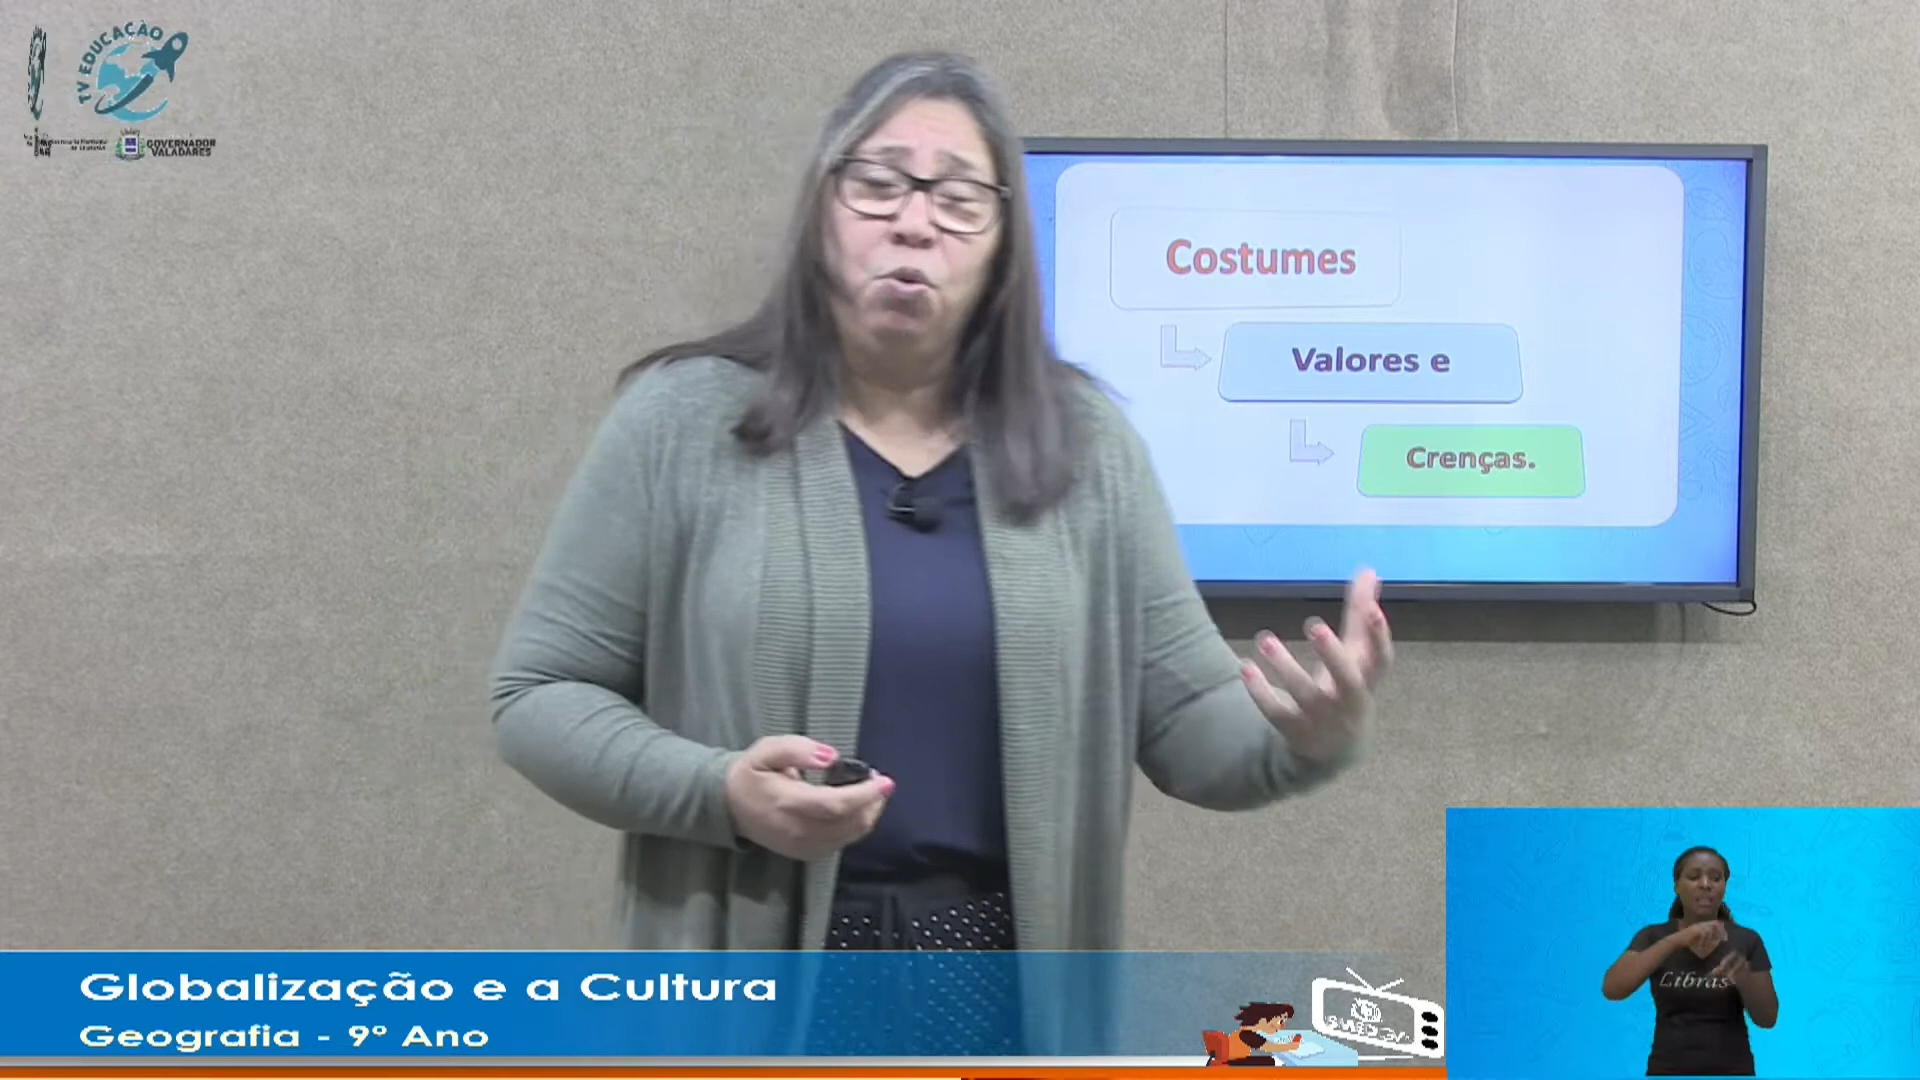 TV EDUCAÇÃO
GOVERNADOR
VALADARES
Costumes
Valores e
Crenças.
Libras
Globalização e a Cultura
Geografia - 9º Ano